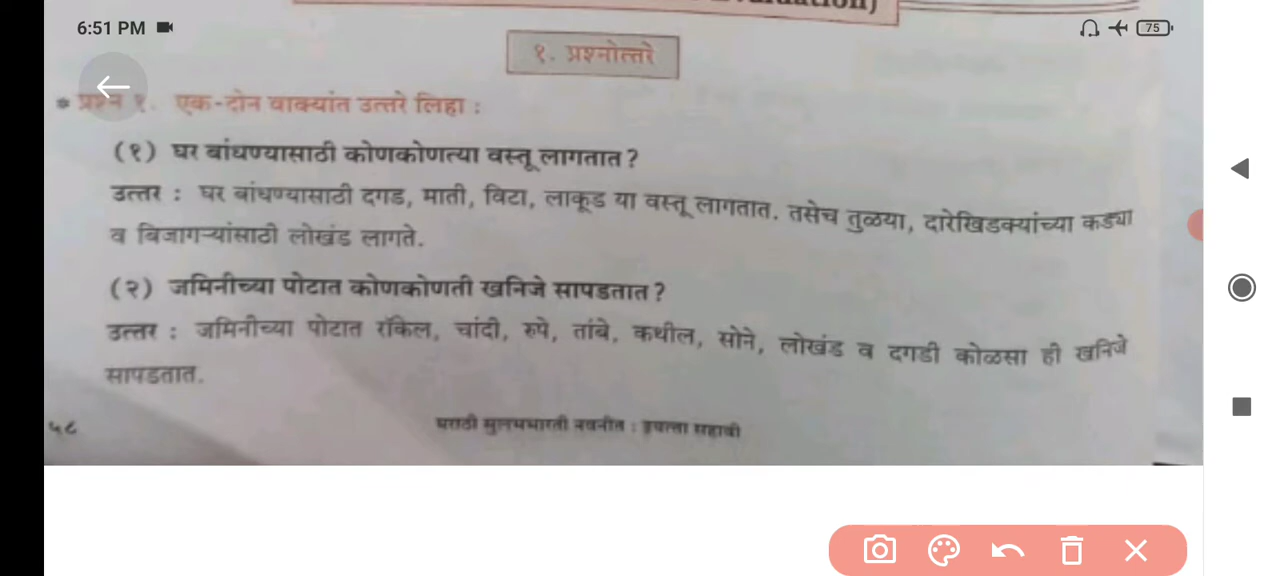 6:51 PM
75
१. प्रश्नोत्तरे
* प्रश्न १. एक-दोन वाक्यांत उत्तरे लिहा :
(१) घर बांधण्यासाठी कोणकोणत्या वस्तू लागतात ?
उत्तर : घर बांधण्यासाठी दगड, माती, विटा, लाकूड या वस्तू लागतात. तसेच तुळया, दारेखिडक्यांच्या कड्या
व बिजागऱ्यांसाठी लोखंड लागते.
(२) जमिनीच्या पोटात कोणकोणती खनिजे सापडतात ?
उत्तर : जमिनीच्या पोटात रॉकेल, चांदी, रुपे, तांबे, कथील, सोने, लोखंड व दगडी कोळसा ही खनिजे
सापडतात.
५८
मराठी सुलभभारती नवनीत : इयत्ता सहावी